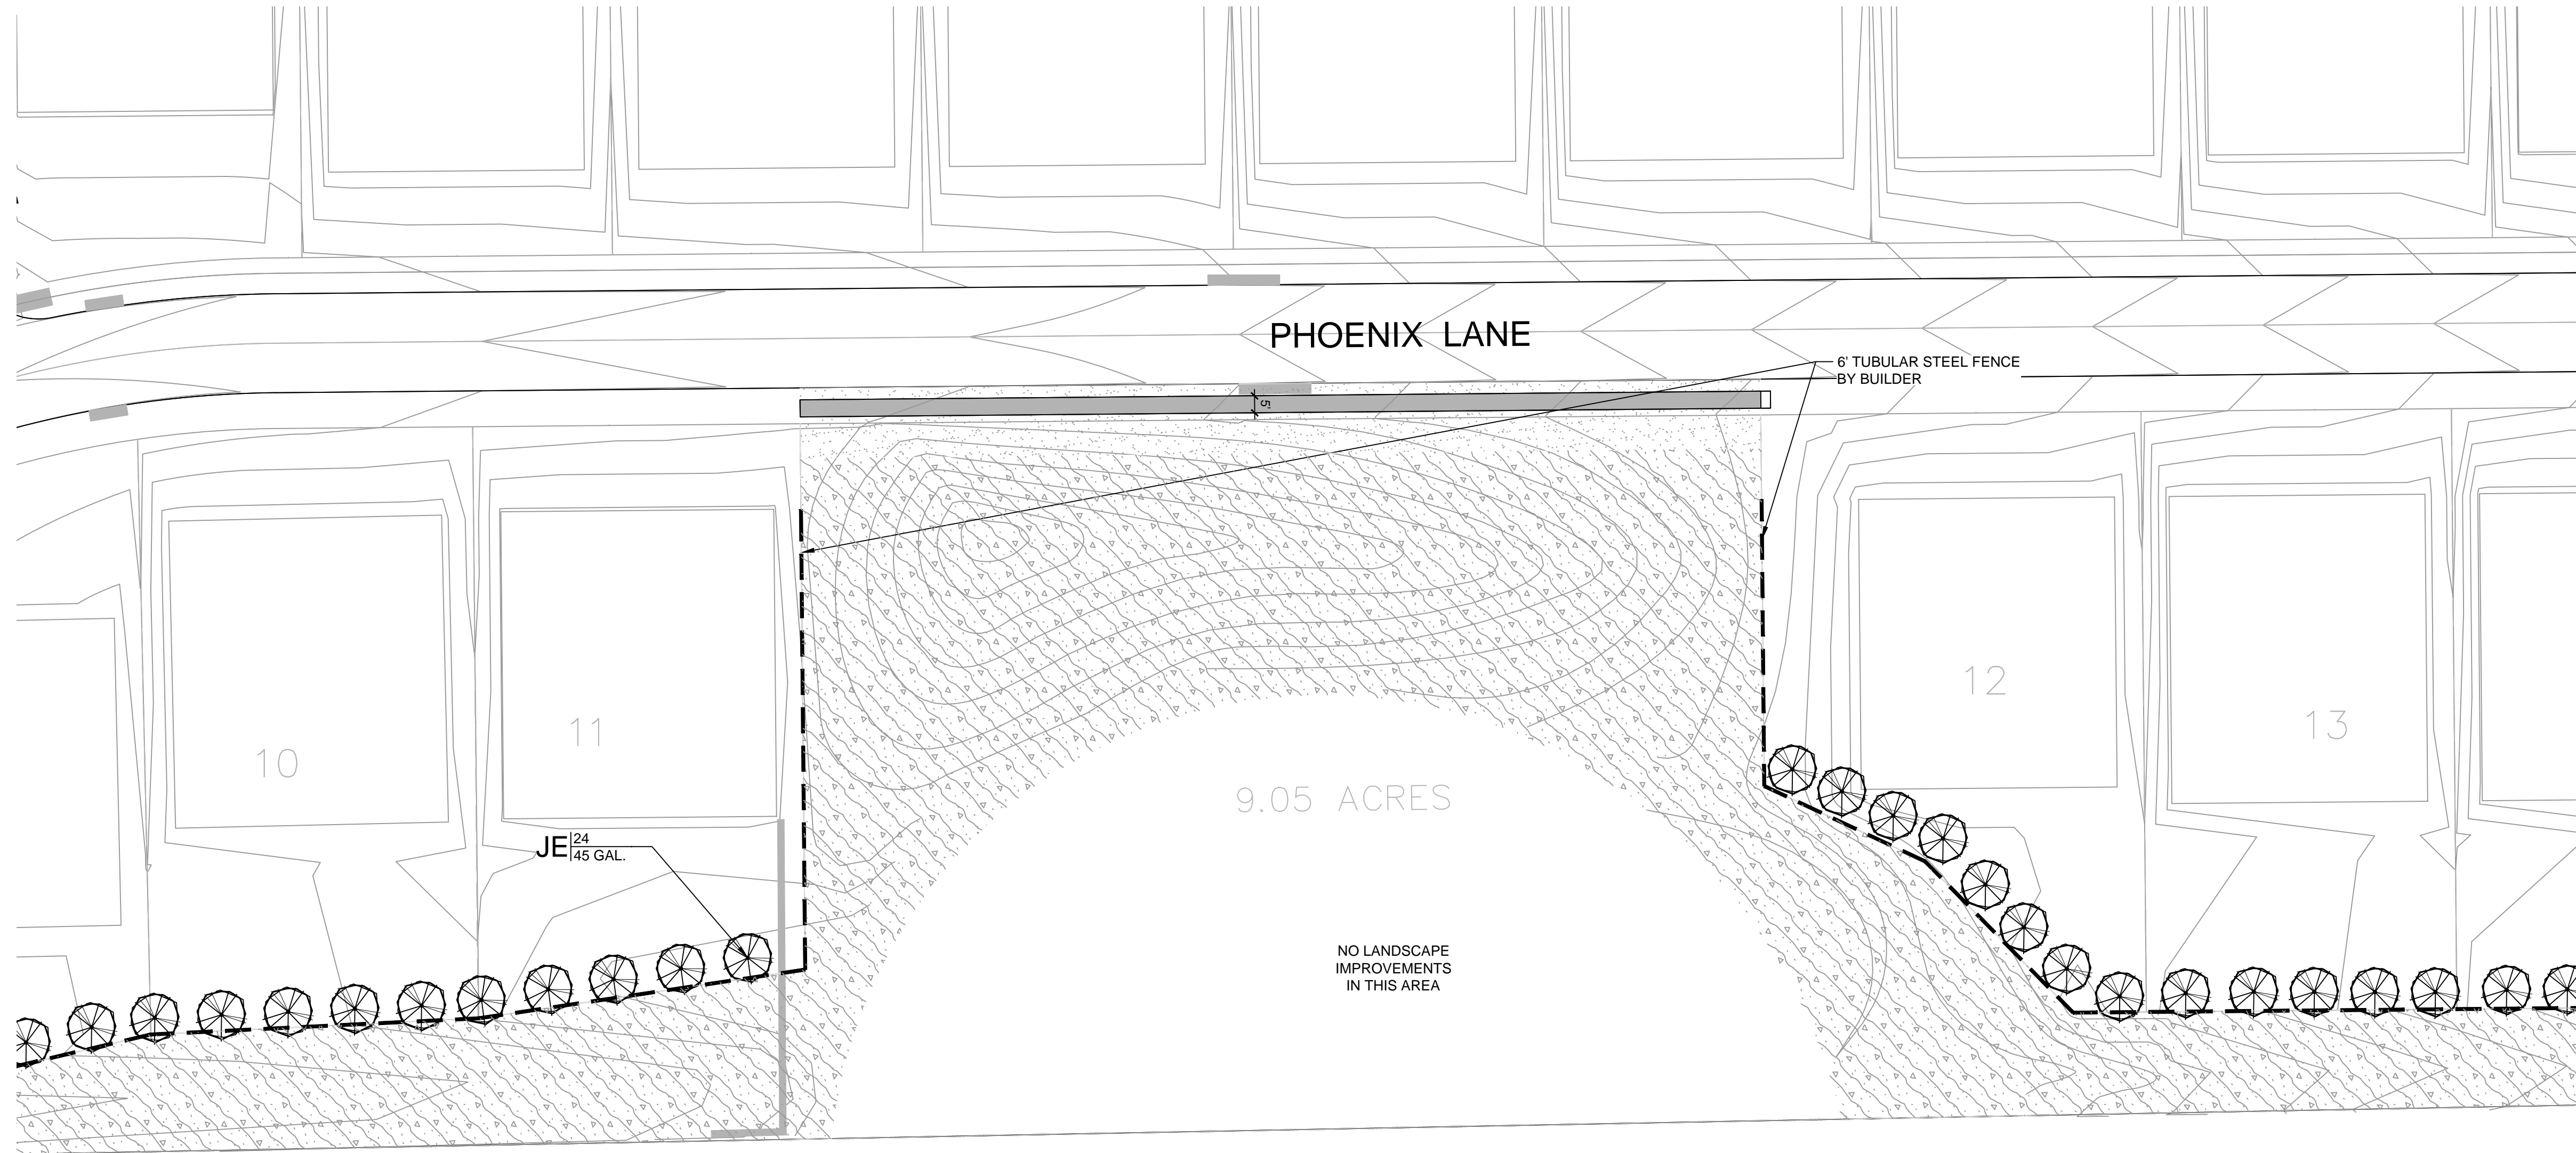 PHOENIX LANE
6' TUBULAR STEEL FENCE
BY BUILDER
5'
12
13
11
10
9.05 ACRES
JE 24
45 GAL.
NO LANDSCAPE
IMPROVEMENTS
IN THIS AREA